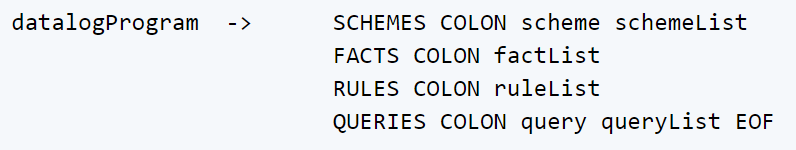 datalogProgram -> SCHEMES COLON scheme schemeList
FACTS COLON factList
RULES COLON ruleList
QUERIES COLON query queryList EOF